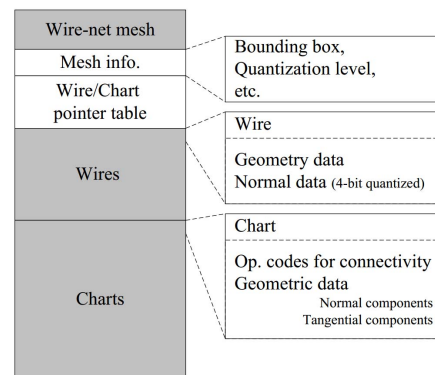 Wire-net mesh
Mesh info.
Wire/Chart
pointer table
Wires
Charts
Bounding box,
Quantization level,
etc.
Wire
Geometry data
Normal data (4-bit quantized)
Chart
Op. codes for connectivity
Geometric data
Normal components
Tangential components